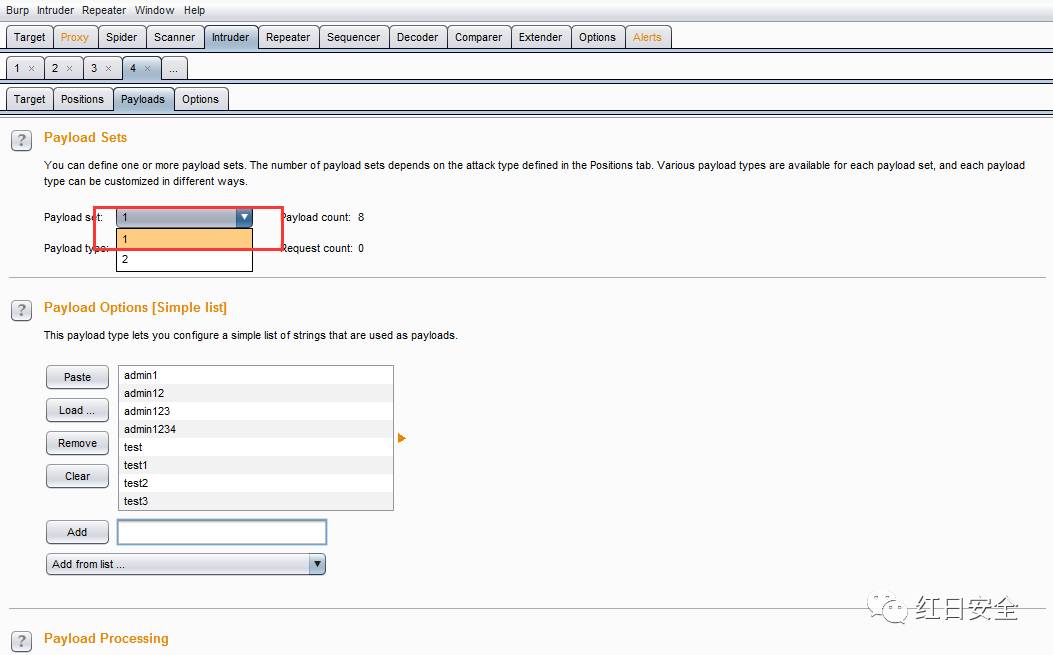 Burp Intruder Repeater Window Help
Target Proxy Spider Scanner Intruder Repeater Sequencer Decoder Comparer Extender Options Alerts
1 × 2 × 3 × 4 × ...
Target Positions Payloads Options
? Payload Sets
You can define one or more payload sets. The number of payload sets depends on the attack type defined in the Positions tab. Various payload types are available for each payload set, and each payload
type can be customized in different ways.
Payload set: 1 Payload count: 8
1
Payload type: Request count: 0
2
? Payload Options [Simple list]
This payload type lets you configure a simple list of strings that are used as payloads.
Paste admin1
admin12
Load ... admin123
admin1234
Remove test
test1
Clear test2
test3
Add
Add from list ...
红日安全
? Payload Processing